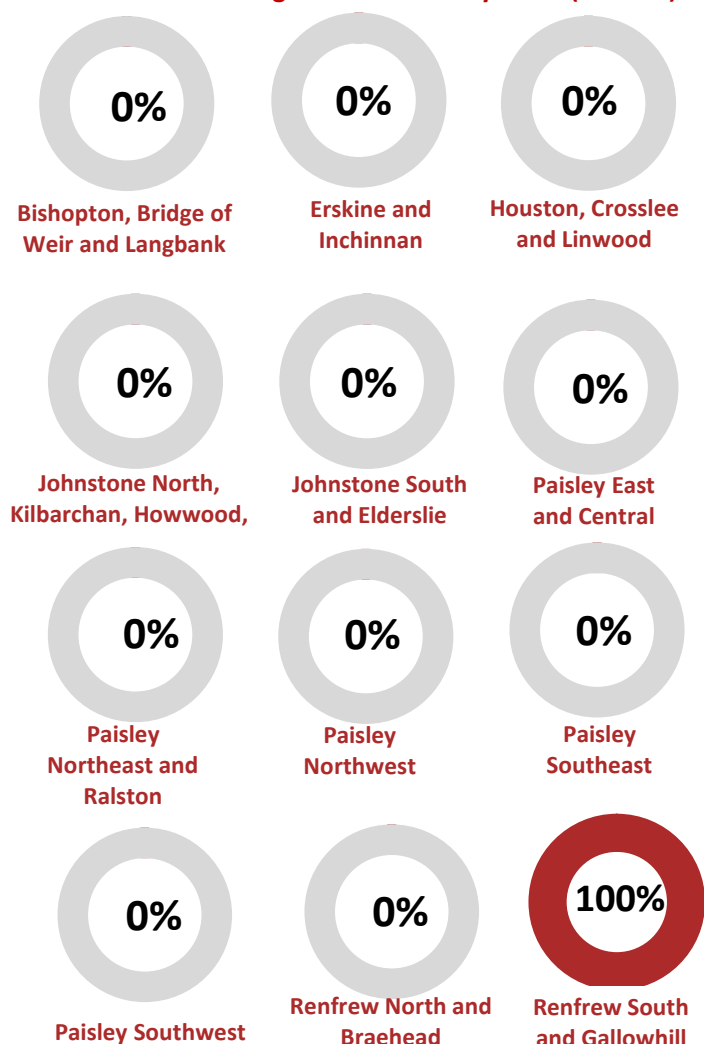 0%
0%
0%
Bishopton, Bridge of
Weir and Langbank
Erskine and
Inchinnan
Houston, Crosslee
and Linwood
0%
0%
0%
Johnstone North,
Kilbarchan, Howwood,
Johnstone South
and Elderslie
Paisley East
and Central
0%
0%
0%
Paisley
Northeast and
Ralston
Paisley
Northwest
Paisley
Southeast
0%
0%
100%
Paisley Southwest
Renfrew North and
Braehead
Renfrew South
and Gallowhill